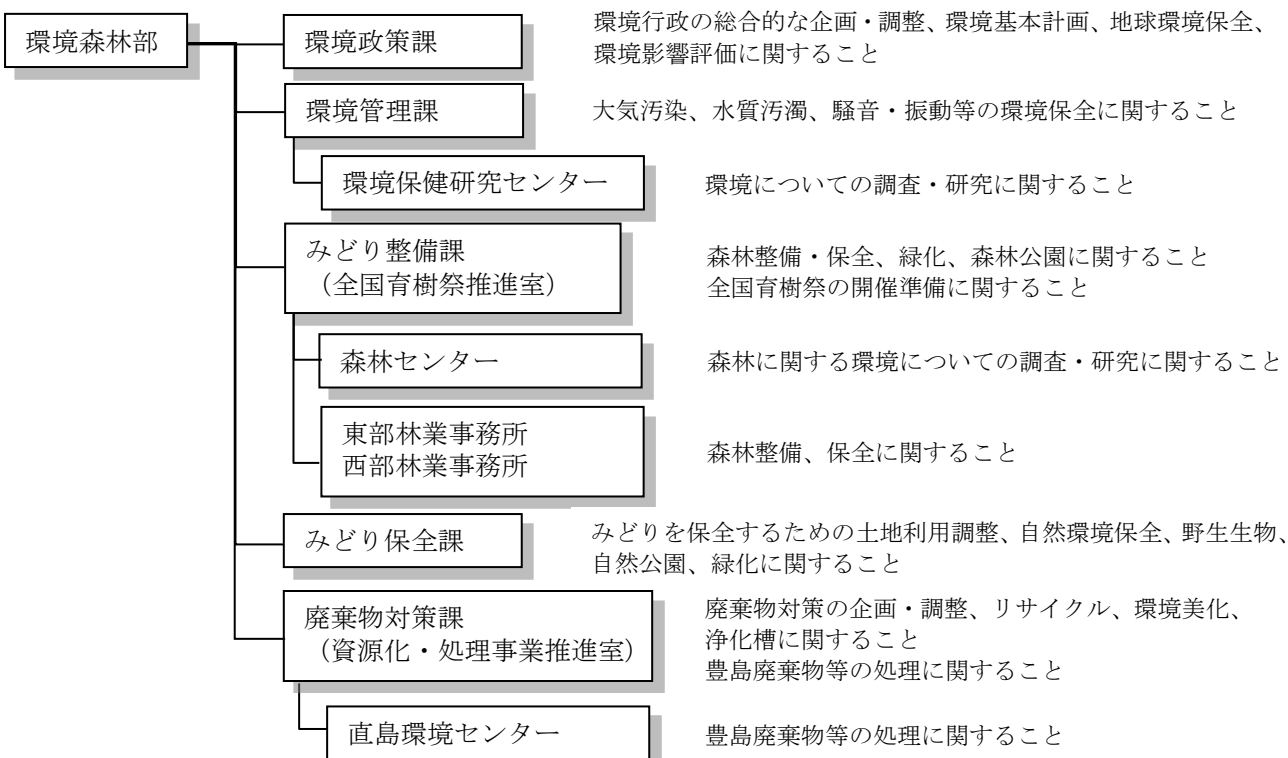 環境森林部
環境政策課
環境行政の総合的な企画・調整、環境基本計画、地球環境保全、
環境影響評価に関すること
環境管理課
大気汚染、水質汚濁、騒音・振動等の環境保全に関すること
環境保健研究センター
環境についての調査・研究に関すること
みどり整備課
（全国育樹祭推進室）
森林整備・保全、緑化、森林公園に関すること
全国育樹祭の開催準備に関すること
森林センター
森林に関する環境についての調査・研究に関すること
東部林業事務所
西部林業事務所
森林整備、保全に関すること
みどり保全課
みどりを保全するための土地利用調整、自然環境保全、野生生物、
自然公園、緑化に関すること
廃棄物対策課
（資源化・処理事業推進室）
廃棄物対策の企画・調整、リサイクル、環境美化、
浄化槽に関すること
豊島廃棄物等の処理に関すること
直島環境センター
豊島廃棄物等の処理に関すること